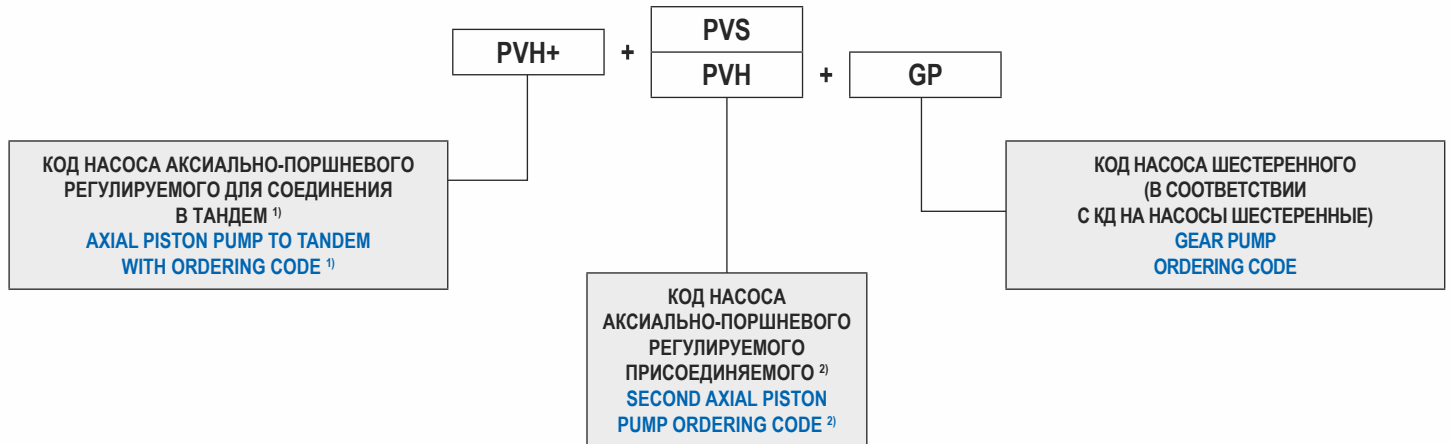 PVH+
+
PVS
PVH
+
GP
КОД НАСОСА АКСИАЛЬНО-ПОРШНЕВОГО
РЕГУЛИРУЕМОГО ДЛЯ СОЕДИНЕНИЯ
В ТАНДЕМ 1)
AXIAL PISTON PUMP TO TANDEM
WITH ORDERING CODE 1)
КОД НАСОСА
АКСИАЛЬНО-ПОРШНЕВОГО
РЕГУЛИРУЕМОГО
ПРИСОЕДИНЯЕМОГО 2)
SECOND AXIAL PISTON
PUMP ORDERING CODE 2)
КОД НАСОСА ШЕСТЕРЕННОГО
(В СООТВЕТСТВИИ
С КД НА НАСОСЫ ШЕСТЕРЕННЫЕ)
GEAR PUMP
ORDERING CODE